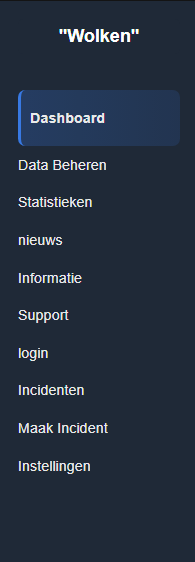 "Wolken"
Dashboard
Data Beheren
Statistieken
nieuws
Informatie
Support
login
Incidenten
Maak Incident
Instellingen